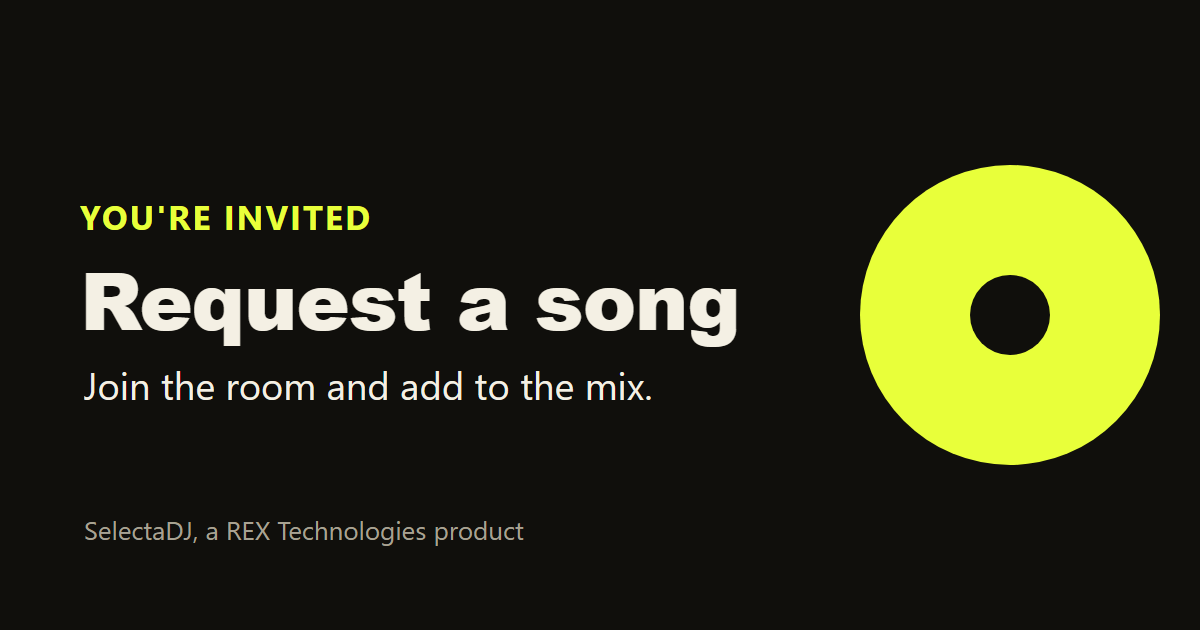 YOU'RE INVITED
Request a song
Join the room and add to the mix.
SelectaDJ, a REX Technologies product